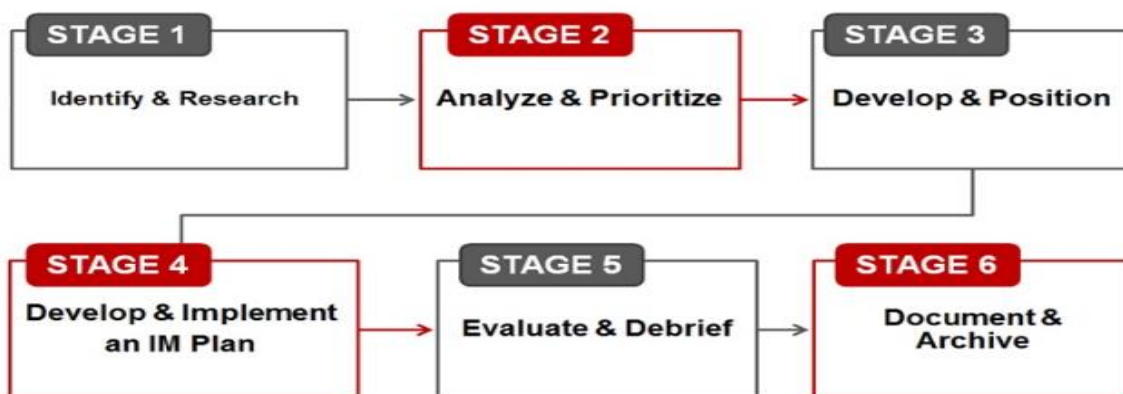 STAGE 1
Identify & Research
STAGE 2
Analyze & Prioritize
STAGE 3
Develop & Position
STAGE 4
Develop & Implement
an IM Plan
STAGE 5
Evaluate & Debrief
STAGE 6
Document &
Archive